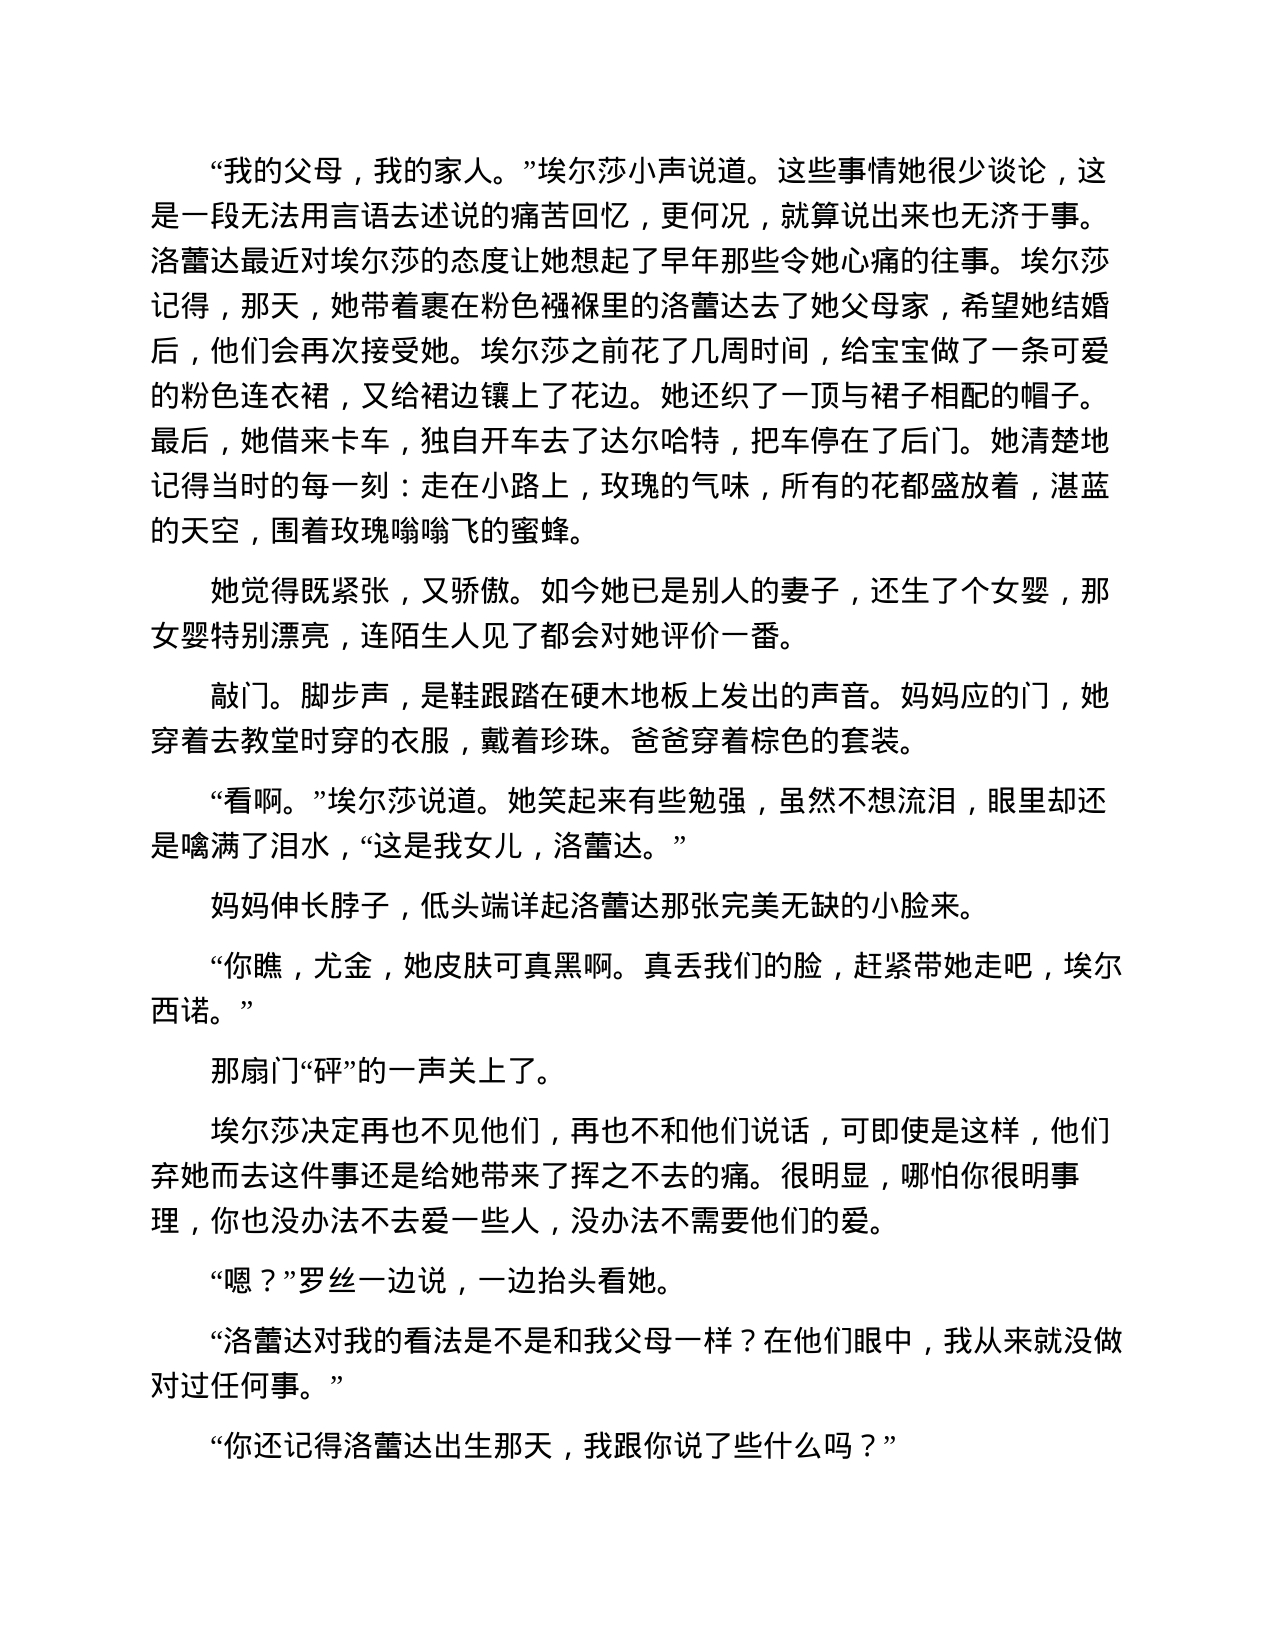 “我的父母，我的家人。”埃尔莎小声说道。这些事情她很少谈论，这
是一段无法用言语去述说的痛苦回忆，更何况，就算说出来也无济于事。
洛蕾达最近对埃尔莎的态度让她想起了早年那些令她心痛的往事。埃尔莎
记得，那天，她带着裹在粉色襁褓里的洛蕾达去了她父母家，希望她结婚
后，他们会再次接受她。埃尔莎之前花了几周时间，给宝宝做了一条可爱
的粉色连衣裙，又给裙边镶上了花边。她还织了一顶与裙子相配的帽子。
最后，她借来卡车，独自开车去了达尔哈特，把车停在了后门。她清楚地
记得当时的每一刻：走在小路上，玫瑰的气味，所有的花都盛放着，湛蓝
的天空，围着玫瑰嗡嗡飞的蜜蜂。
她觉得既紧张，又骄傲。如今她已是别人的妻子，还生了个女婴，那
女婴特别漂亮，连陌生人见了都会对她评价一番。
敲门。脚步声，是鞋跟踏在硬木地板上发出的声音。妈妈应的门，她
穿着去教堂时穿的衣服，戴着珍珠。爸爸穿着棕色的套装。
“看啊。”埃尔莎说道。她笑起来有些勉强，虽然不想流泪，眼里却还
是噙满了泪水，“这是我女儿，洛蕾达。”
妈妈伸长脖子，低头端详起洛蕾达那张完美无缺的小脸来。
“你瞧，尤金，她皮肤可真黑啊。真丢我们的脸，赶紧带她走吧，埃尔
西诺。”
那扇门“砰”的一声关上了。
埃尔莎决定再也不见他们，再也不和他们说话，可即使是这样，他们
弃她而去这件事还是给她带来了挥之不去的痛。很明显，哪怕你很明事
理，你也没办法不去爱一些人，没办法不需要他们的爱。
“嗯？”罗丝一边说，一边抬头看她。
“洛蕾达对我的看法是不是和我父母一样？在他们眼中，我从来就没做
对过任何事。”
“你还记得洛蕾达出生那天，我跟你说了些什么吗？”